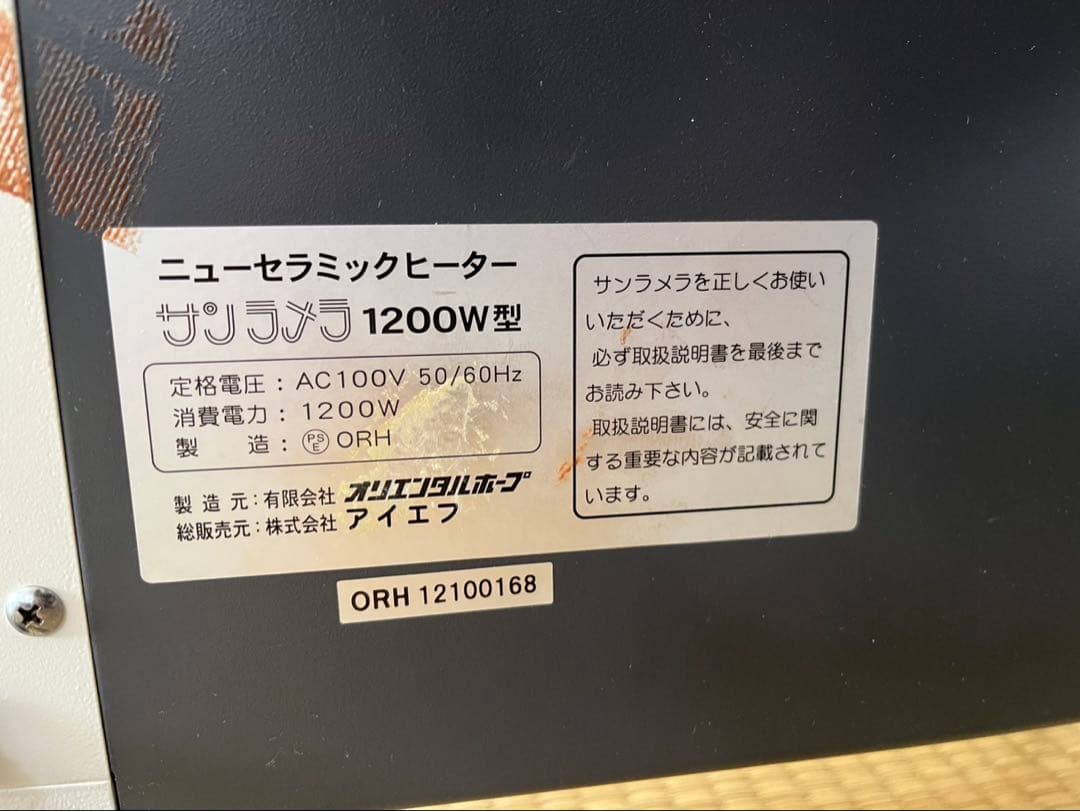 ニューセラミックヒーター
サンラメラ 1200W型
定格電圧：AC100V 50/60Hz
消費電力：1200W
製　　造：PSE ORH
製造元：有限会社 オリエンタルホープ
総販売元：株式会社 アイエフ
サンラメラを正しくお使い
いただくために、
必ず取扱説明書を最後まで
お読み下さい。
取扱説明書には、安全に関
する重要な内容が記載されて
います。
ORH 12100168